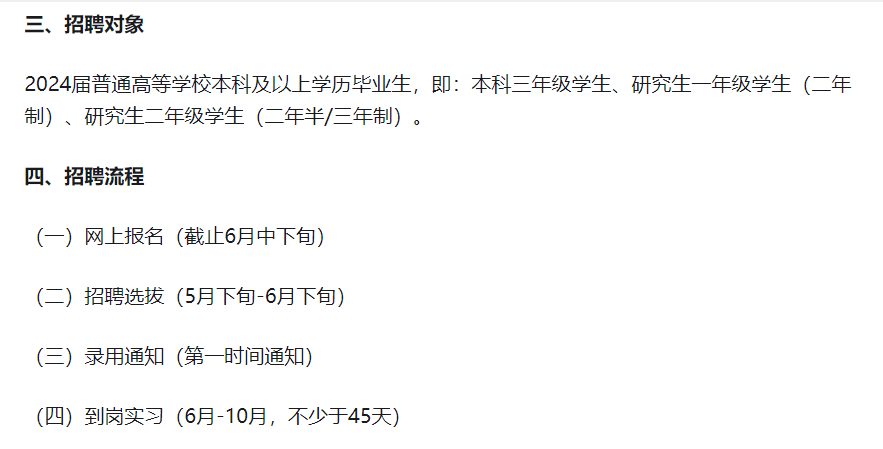 三、招聘对象
2024届普通高等学校本科及以上学历毕业生，即：本科三年级学生、研究生一年级学生（二年
制）、研究生二年级学生（二年半/三年制）。
四、招聘流程
（一）网上报名（截止6月中下旬）
（二）招聘选拔（5月下旬-6月下旬）
（三）录用通知（第一时间通知）
（四）到岗实习（6月-10月，不少于45天）